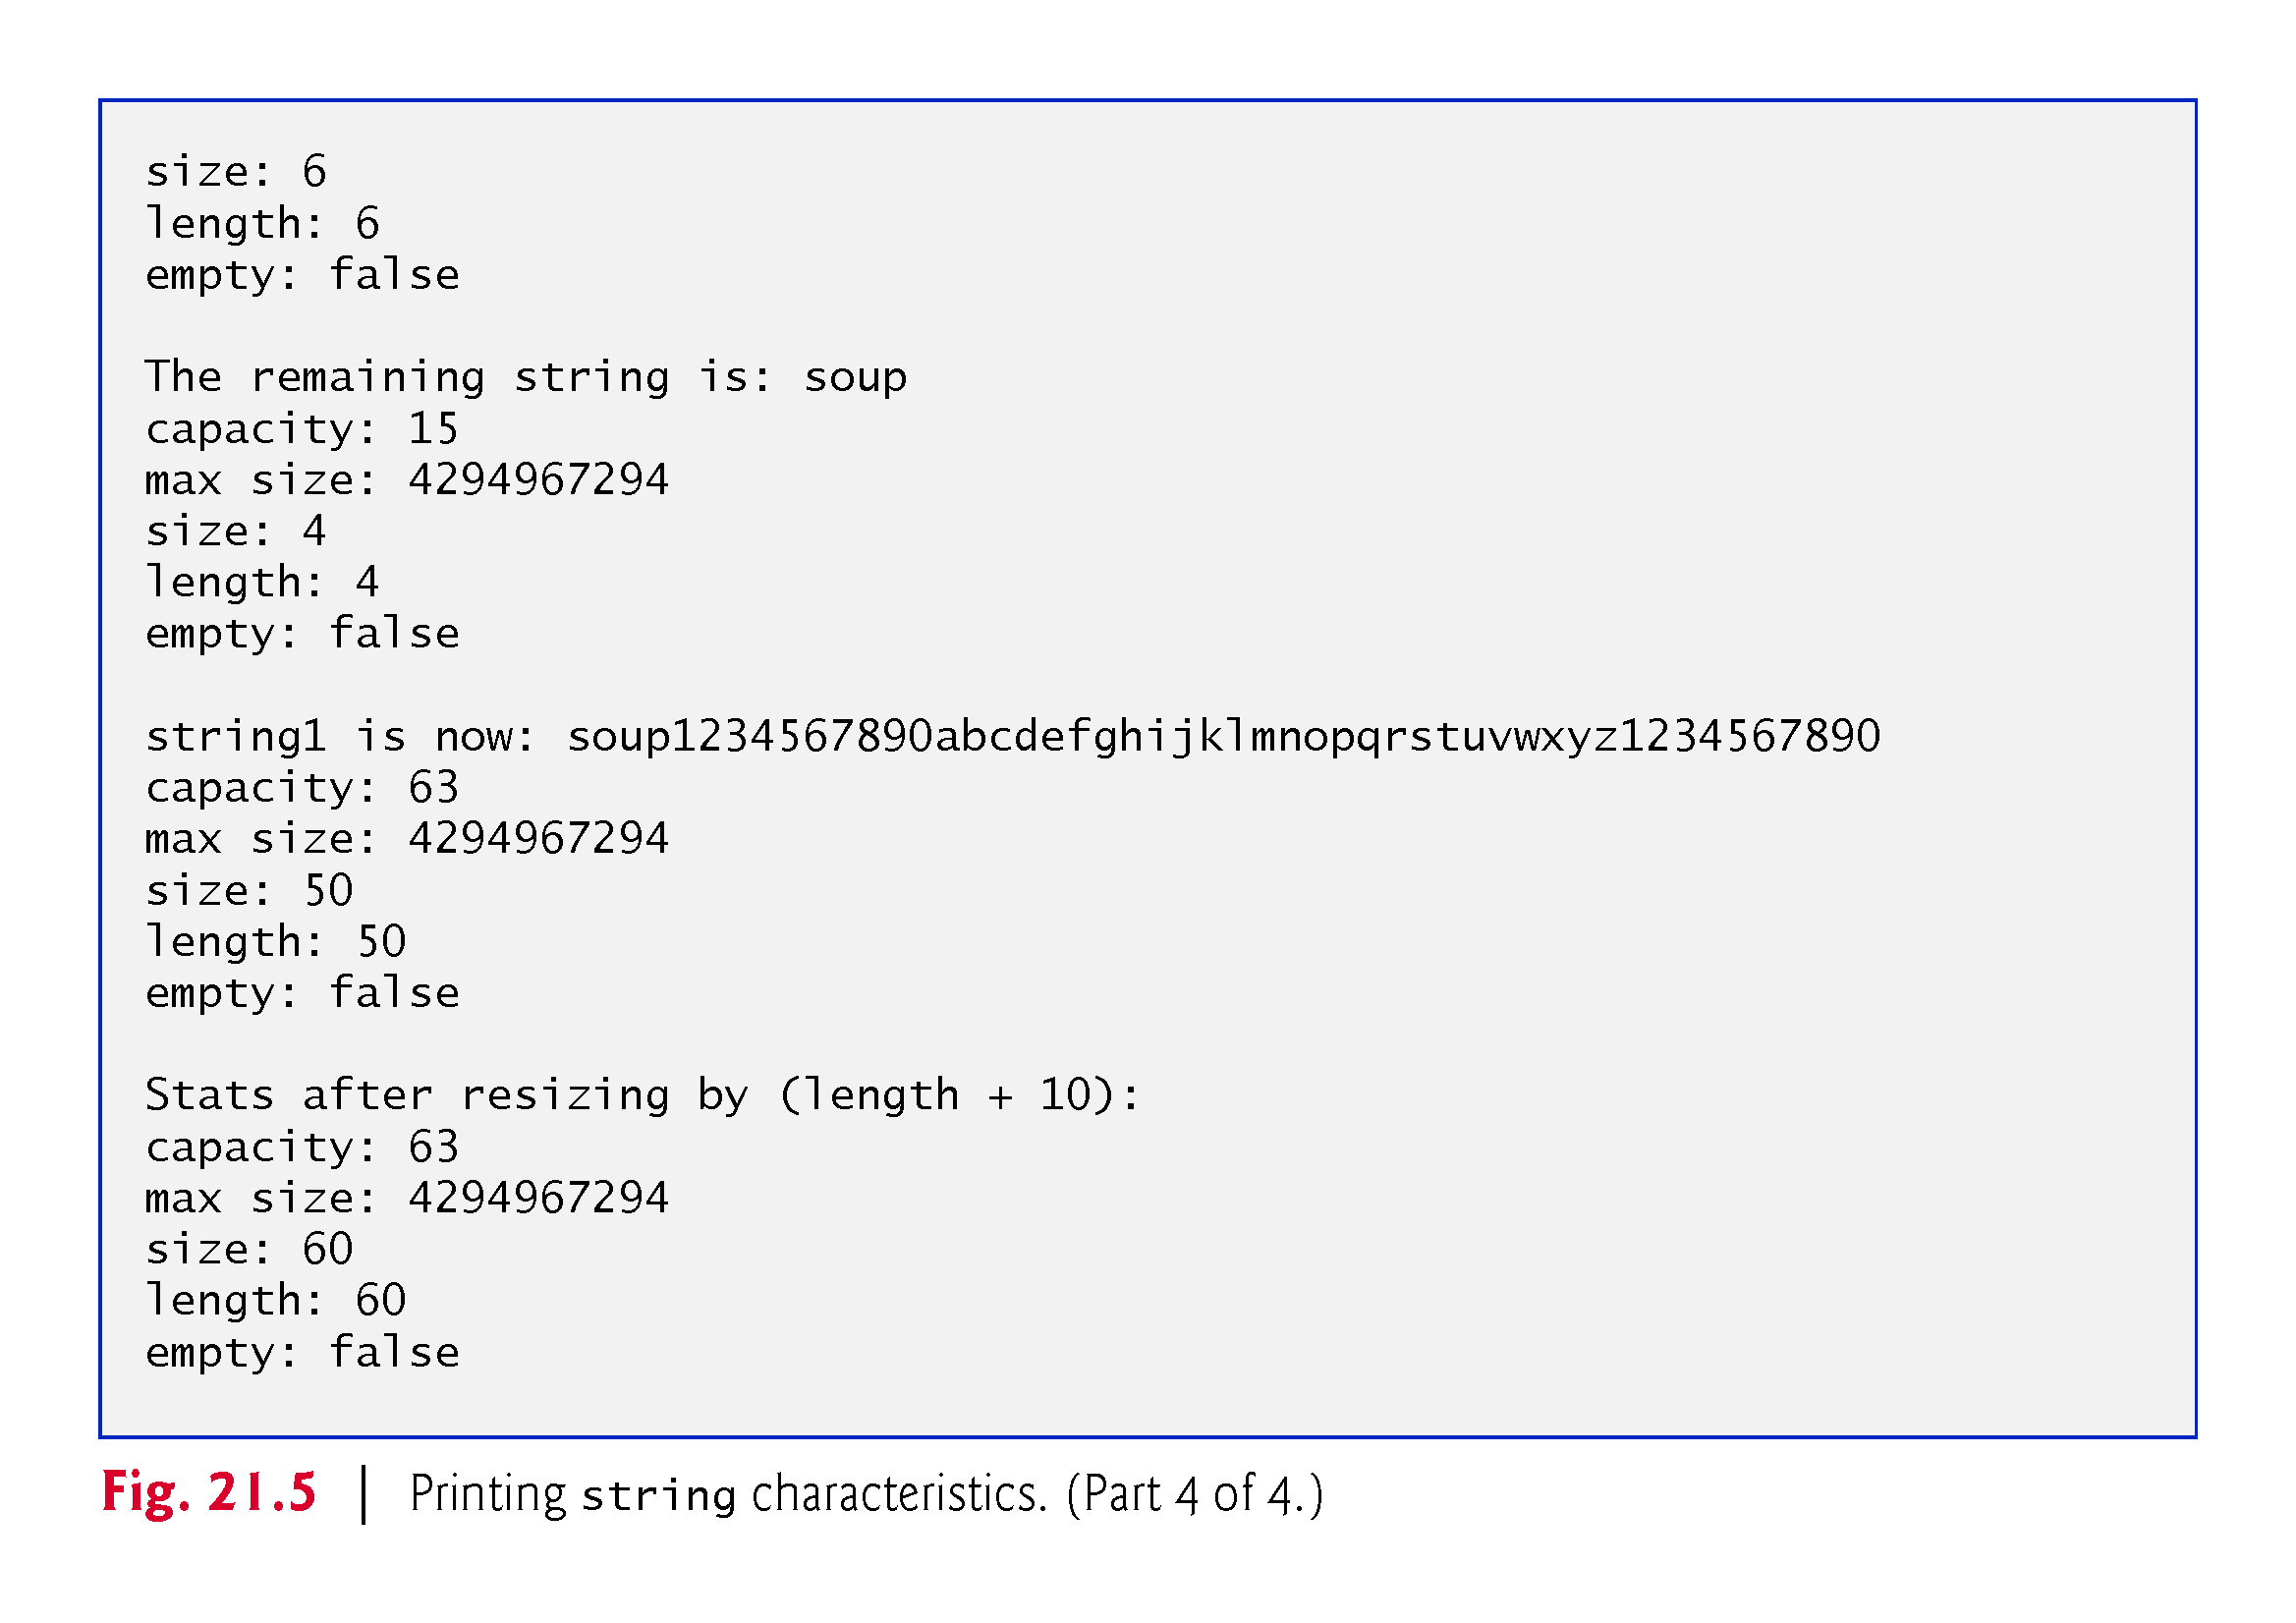 size: 6
length: 6
empty: false
The remaining string is: soup
capacity: 15
max size: 4294967294
size: 4
length: 4
empty: false
string1 is now: soup1234567890abcdefghijklmnopqrstuvwxyz1234567890
capacity: 63
max size: 4294967294
size: 50
length: 50
empty: false
Stats after resizing by (length + 10):
capacity: 63
max size: 4294967294
size: 60
length: 60
empty: false
Fig. 21.5 | Printing string characteristics. (Part 4 of 4.)